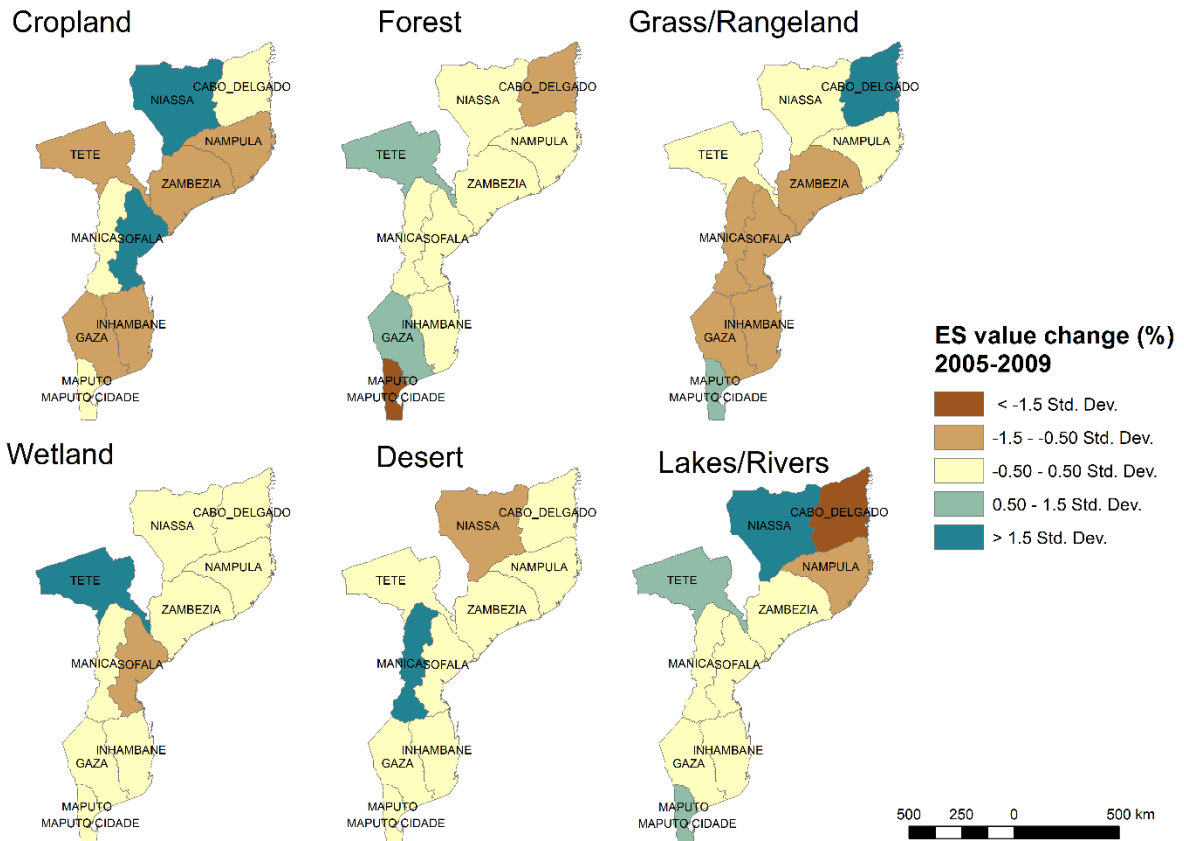 Cropland
NIASSA
CABO_DELGADO
NAMPULA
TETE
ZAMBEZIA
MANICA
SOFALA
INHAMBANE
GAZA
MAPUTO
MAPUTO CIDADE
Forest
NIASSA
CABO_DELGADO
NAMPULA
TETE
ZAMBEZIA
MANICA
SOFALA
INHAMBANE
GAZA
MAPUTO
MAPUTO CIDADE
Grass/Rangeland
NIASSA
CABO_DELGADO
NAMPULA
TETE
ZAMBEZIA
MANICA
SOFALA
INHAMBANE
GAZA
MAPUTO
MAPUTO CIDADE
Wetland
NIASSA
CABO_DELGADO
NAMPULA
TETE
ZAMBEZIA
MANICA
SOFALA
INHAMBANE
GAZA
MAPUTO
MAPUTO CIDADE
Desert
NIASSA
CABO_DELGADO
NAMPULA
TETE
ZAMBEZIA
MANICA
SOFALA
INHAMBANE
GAZA
MAPUTO
MAPUTO CIDADE
Lakes/Rivers
NIASSA
CABO_DELGADO
NAMPULA
TETE
ZAMBEZIA
MANICA
SOFALA
INHAMBANE
GAZA
MAPUTO
MAPUTO CIDADE
ES value change (%)
2005-2009
< -1.5 Std. Dev.
-1.5 - -0.50 Std. Dev.
-0.50 - 0.50 Std. Dev.
0.50 - 1.5 Std. Dev.
> 1.5 Std. Dev.
500 250 0 500 km